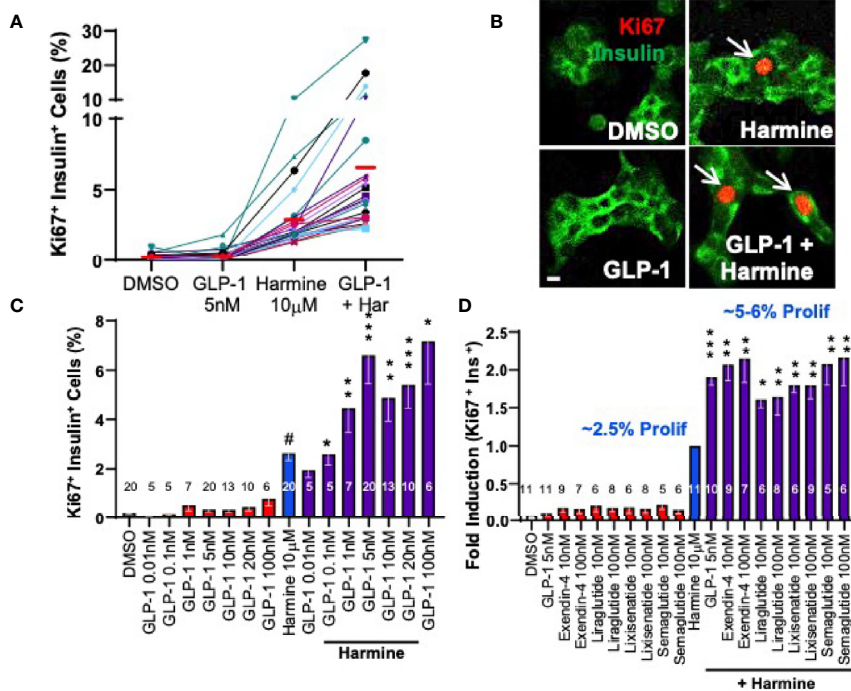 A
Ki67+ Insulin+ Cells (%)
30
20
10
10
5
0
DMSO
GLP-1
5nM
Harmine
10µM
GLP-1
+ Har
B
Ki67
Insulin
DMSO
Harmine
GLP-1
GLP-1 +
Harmine
C
Ki67+ Insulin+ Cells (%)
8
6
4
2
0
20
5
5
7
20
13
10
6
#
20
5
*
5
**
7
***
20
**
13
***
10
*
6
DMSO
GLP-1 0.01nM
GLP-1 0.1nM
GLP-1 1nM
GLP-1 5nM
GLP-1 10nM
GLP-1 20nM
GLP-1 100nM
Harmine 10µM
GLP-1 0.01nM
GLP-1 0.1nM
GLP-1 1nM
GLP-1 5nM
GLP-1 10nM
GLP-1 20nM
GLP-1 100nM
Harmine
D
Fold Induction (Ki67+ Ins+)
2.5
2.0
1.5
1.0
0.5
0.0
~5-6% Prolif
~2.5% Prolif
11
11
9
7
6
8
6
8
5
6
11
***
10
**
9
**
7
*
6
**
8
**
6
**
9
**
5
**
6
DMSO
GLP-1 5nM
Exendin-4 10nM
Exendin-4 100nM
Liraglutide 10nM
Liraglutide 100nM
Lixisenatide 10nM
Lixisenatide 100nM
Semaglutide 10nM
Semaglutide 100nM
Harmine 10µM
GLP-1 5nM
Exendin-4 10nM
Exendin-4 100nM
Liraglutide 10nM
Liraglutide 100nM
Lixisenatide 10nM
Lixisenatide 100nM
Semaglutide 10nM
Semaglutide 100nM
+ Harmine